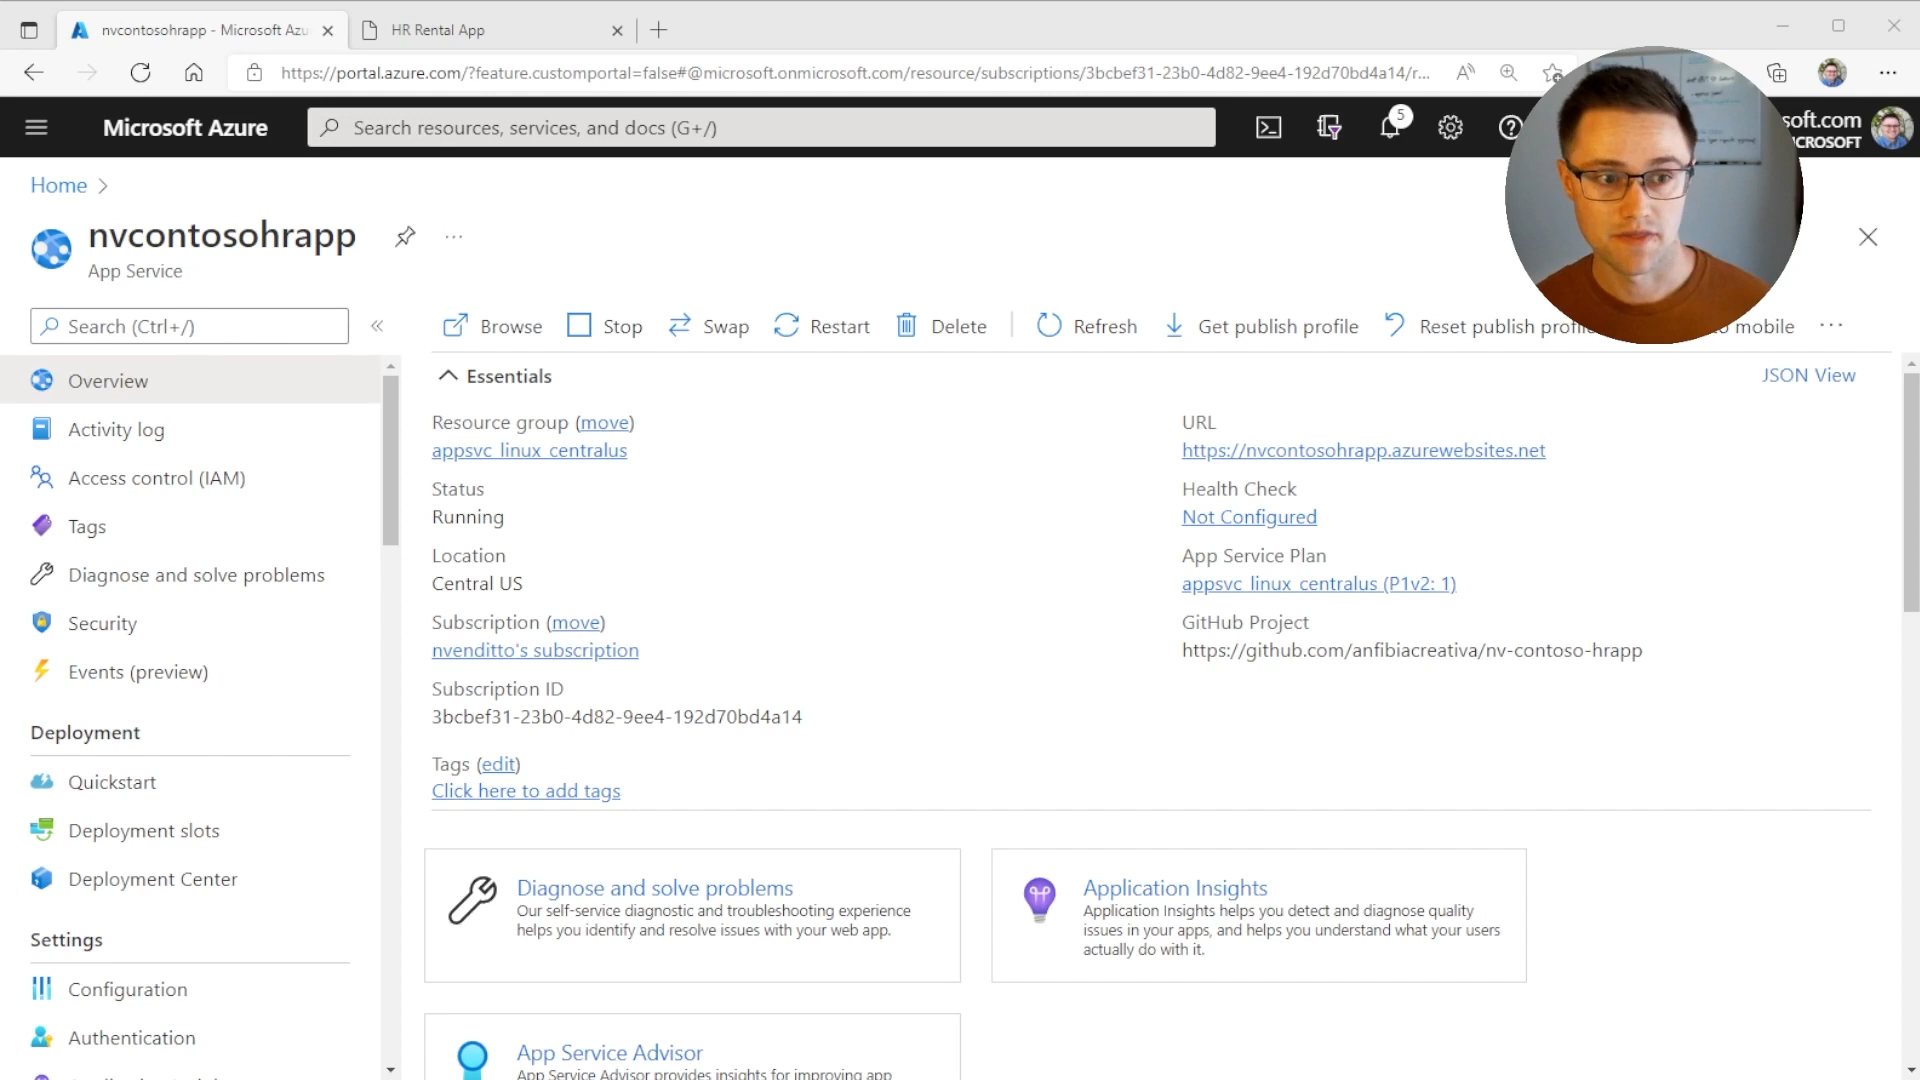 nvcontosohrapp - Microsoft Azu
HR Rental App
https://portal.azure.com/?feature.customportal=false#@microsoft.onmicrosoft.com/resource/subscriptions/3bcbef31-23b0-4d82-9ee4-192d70bd4a14/r...
Microsoft Azure
Search resources, services, and docs (G+/)
5
soft.com
CROSOFT
Home
nvcontosohrapp
App Service
Search (Ctrl+/)
Browse
Stop
Swap
Restart
Delete
Refresh
Get publish profile
Reset publish profile
to mobile
Overview
Activity log
Access control (IAM)
Tags
Diagnose and solve problems
Security
Events (preview)
Deployment
Quickstart
Deployment slots
Deployment Center
Settings
Configuration
Authentication
Essentials
JSON View
Resource group (move)
appsvc_linux_centralus
Status
Running
Location
Central US
Subscription (move)
nvenditto's subscription
Subscription ID
3bcbef31-23b0-4d82-9ee4-192d70bd4a14
Tags (edit)
Click here to add tags
URL
https://nvcontosohrapp.azurewebsites.net
Health Check
Not Configured
App Service Plan
appsvc_linux_centralus (P1v2: 1)
GitHub Project
https://github.com/anfibiacreativa/nv-contoso-hrapp
Diagnose and solve problems
Our self-service diagnostic and troubleshooting experience
helps you identify and resolve issues with your web app.
Application Insights
Application Insights helps you detect and diagnose quality
issues in your apps, and helps you understand what your users
actually do with it.
App Service Advisor
App Service Advisor provides insights for improving app